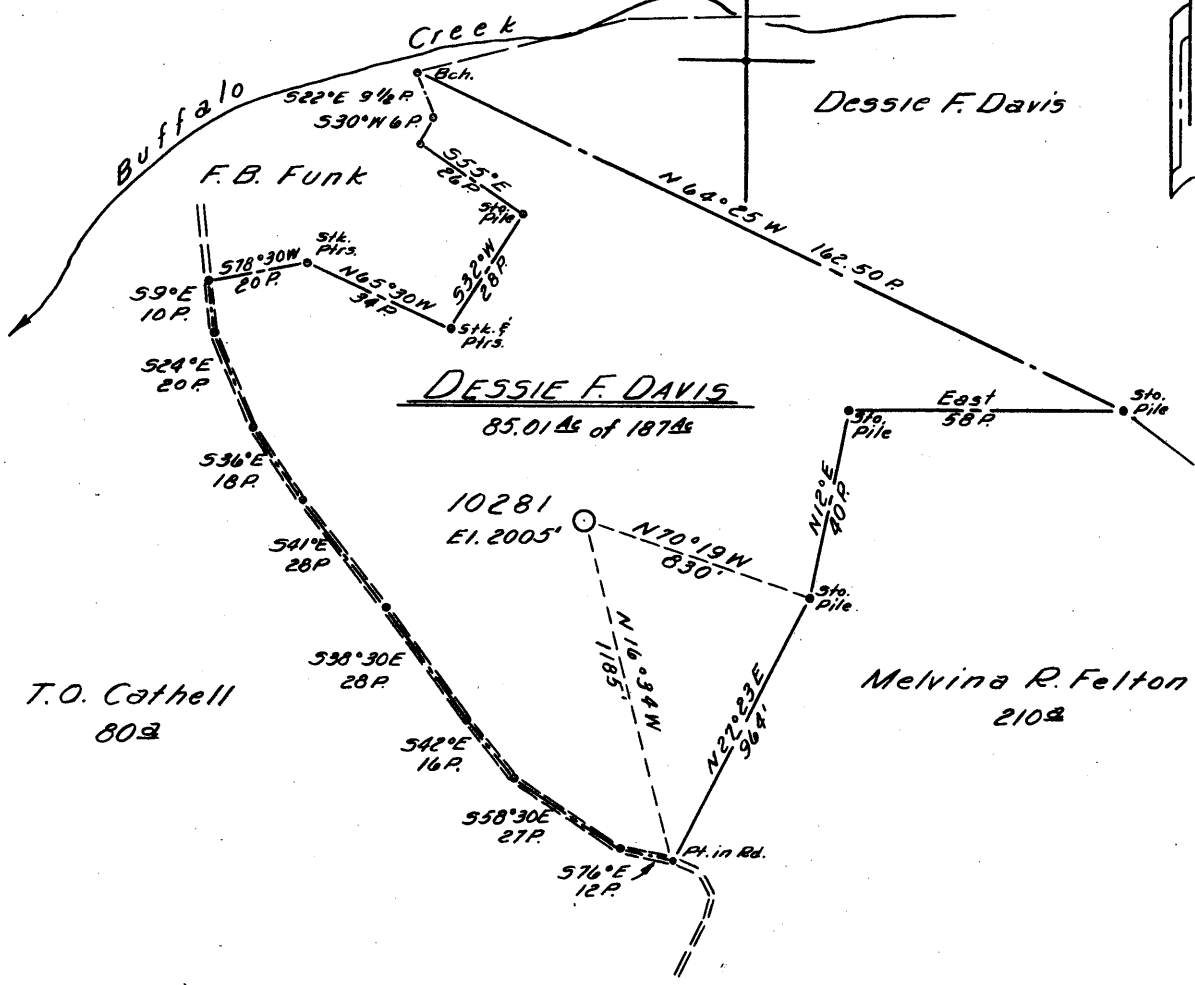 Buffalo Creek
Bch.
S22°E 9½P.
S30°W 6P.
Dessie F. Davis
F.B. Funk
S55°E
26P.
Sto.
Pile
N64°25W 162.50P.
S32°W
28P.
Stk.
Ptrs.
S78°30W
20P.
N65°30W
34P.
Stk. &
Ptrs.
S9°E
10P.
S24°E
20P.
DESSIE F. DAVIS
85.01 Ac of 187 Ac
East
58P.
Sto.
Pile
Sto.
Pile
S36°E
18P.
N12°E
40P.
10281
El. 2005'
N70°19W
830'
S41°E
28P.
Sto.
Pile.
N16°34W
1185'
S38°30E
28P.
T.O. Cathell
80a
Melvina R. Felton
210a
N27°23E
964'
S42°E
16P.
S58°30E
27P.
Pt. in Rd.
S76°E
12P.